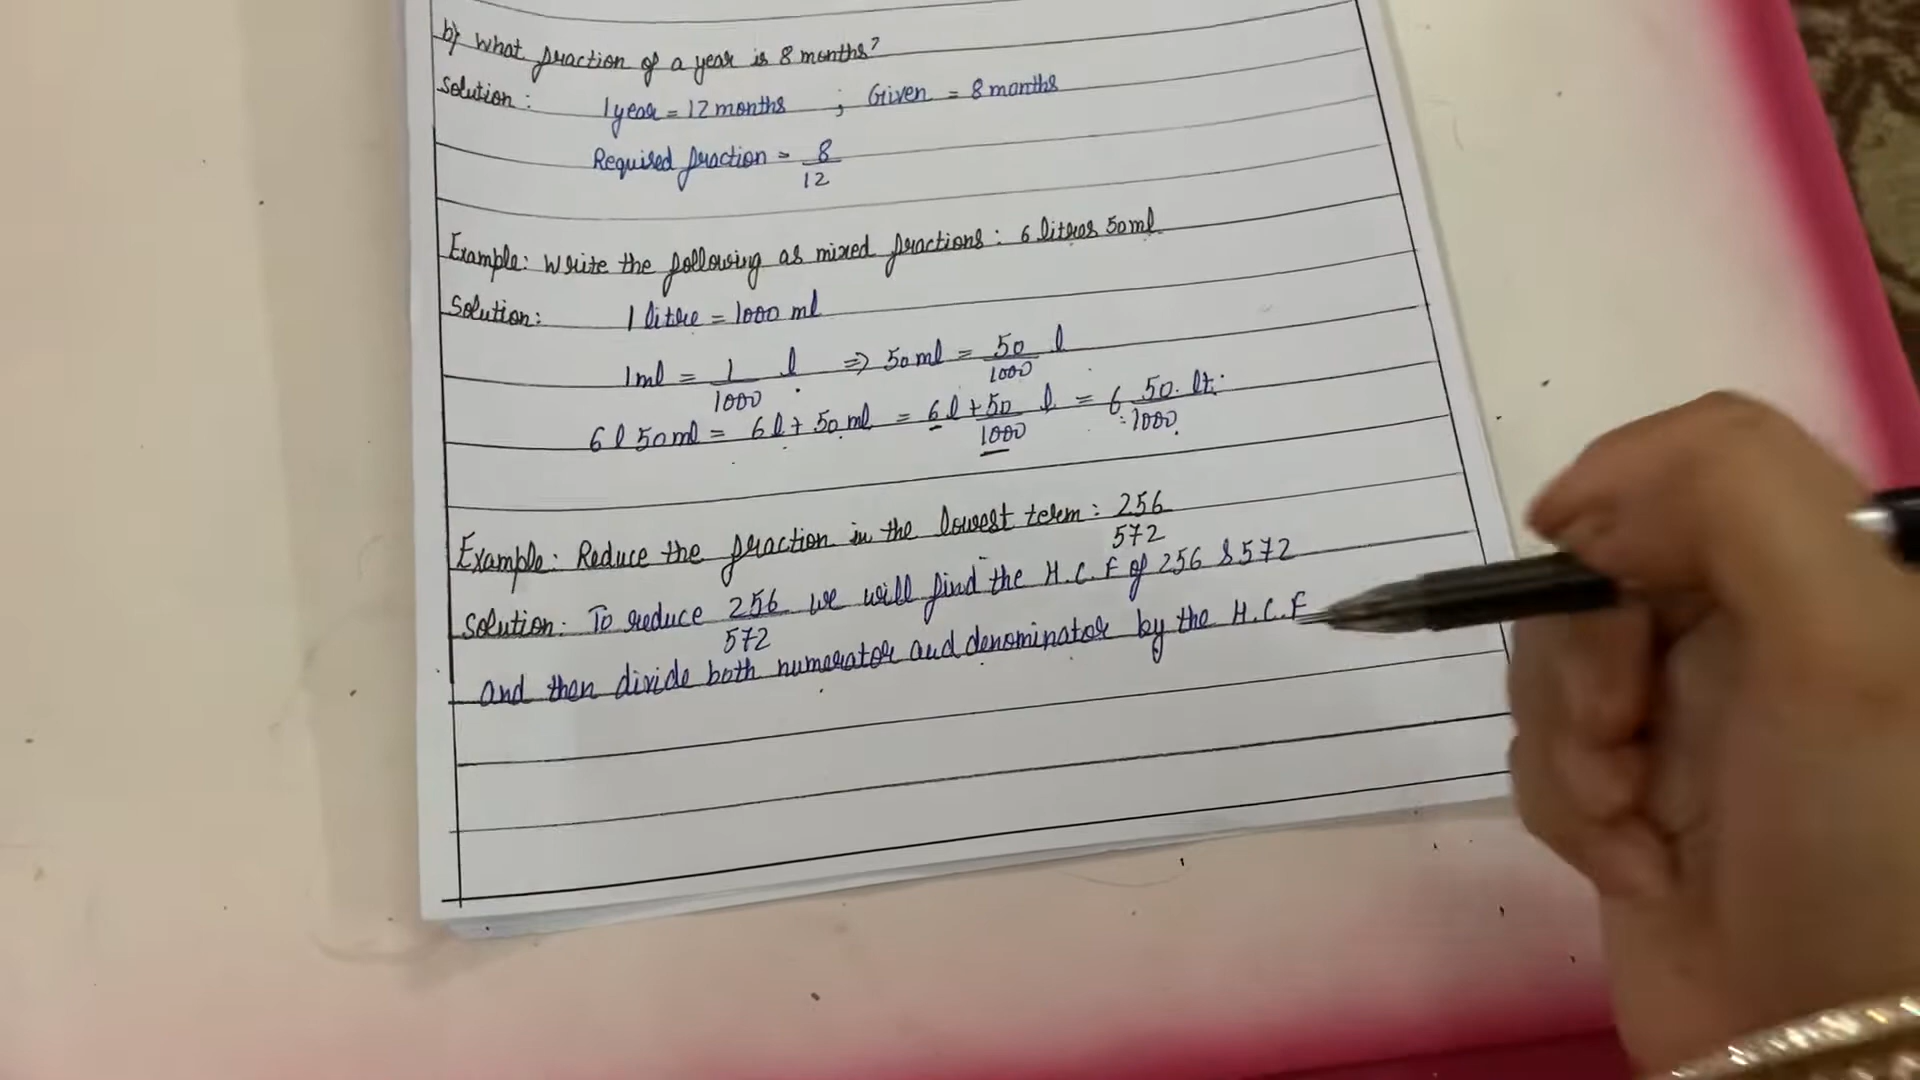 b) What fraction of a year is 8 months?
Solution: 1 year = 12 months ; Given = 8 months
Required fraction = 8/12
Example: Write the following as mixed fractions: 6 litres 50ml
Solution: 1 litre = 1000 ml
1ml = 1/1000 l ⇒ 50ml = 50/1000 l
6 l 50ml = 6l + 50ml = 6l + 50/1000 l = 6 50/1000 lt.
Example: Reduce the fraction in the lowest term: 256/572
Solution: To reduce 256/572 we will find the H.C.F of 256 & 572
and then divide both numerator and denominator by the H.C.F